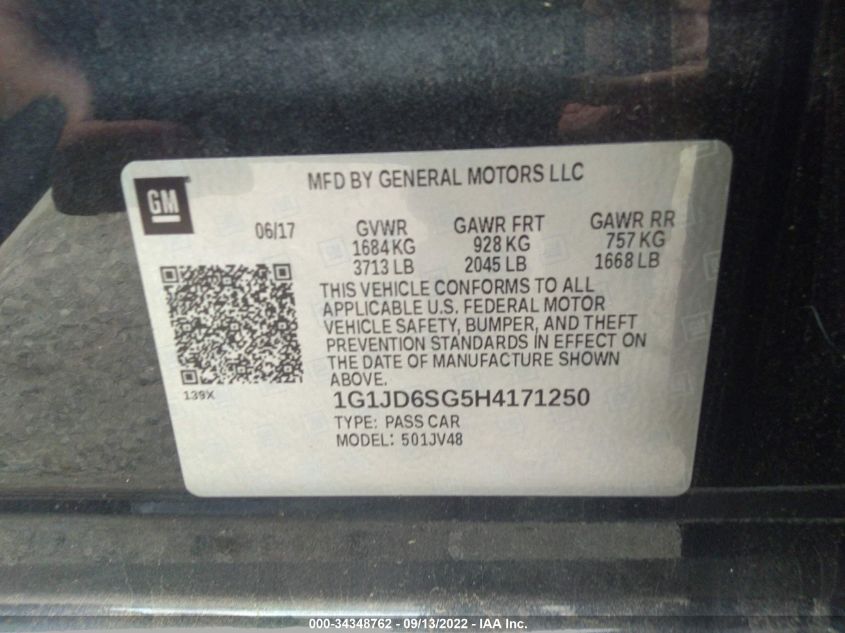 MFD BY GENERAL MOTORS LLC
GM
06/17 GVWR GAWR FRT GAWR RR
1684 KG 928 KG 757 KG
3713 LB 2045 LB 1668 LB
THIS VEHICLE CONFORMS TO ALL
APPLICABLE U.S. FEDERAL MOTOR
VEHICLE SAFETY, BUMPER, AND THEFT
PREVENTION STANDARDS IN EFFECT ON
THE DATE OF MANUFACTURE SHOWN
ABOVE.
139X
1G1JD6SG5H4171250
TYPE: PASS CAR
MODEL: 501JV48
000-34348762 - 09/13/2022 - IAA Inc.